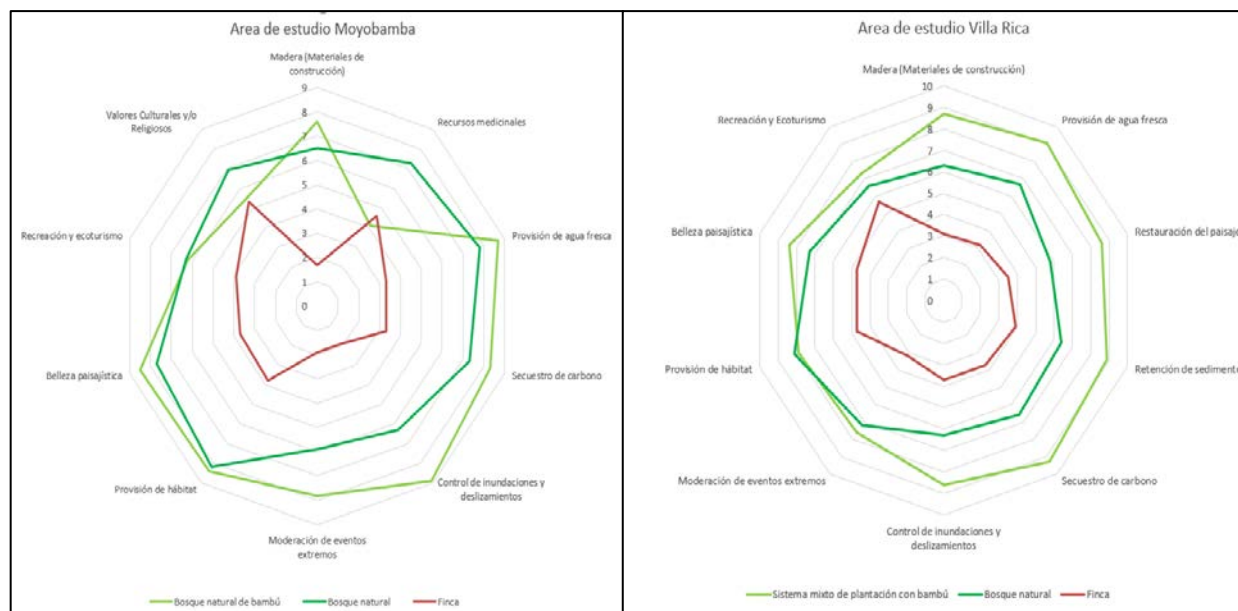 Area de estudio Moyobamba
Madera (Materiales de
construcción)
Recursos medicinales
Provisión de agua fresca
Secuestro de carbono
Control de inundaciones y
deslizamientos
Moderación de eventos
extremos
Provisión de hábitat
Belleza paisajística
Recreación y ecoturismo
Valores Culturales y/o
Religiosos
9
8
7
6
5
4
3
2
1
0
Bosque natural de bambú
Bosque natural
Finca
Area de estudio Villa Rica
Madera (Materiales de construcción)
Provisión de agua fresca
Restauración del paisaje
Retención de sedimento
Secuestro de carbono
Control de inundaciones y
deslizamientos
Moderación de eventos extremos
Provisión de hábitat
Belleza paisajística
Recreación y Ecoturismo
10
9
8
7
6
5
4
3
2
1
0
Sistema mixto de plantación con bambú
Bosque natural
Finca